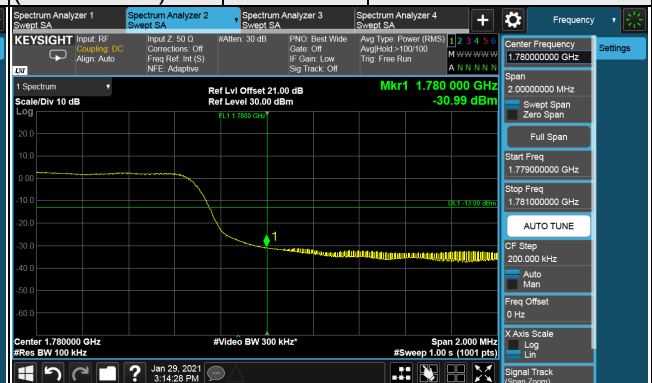 Spectrum Analyzer 1
Swept SA
Spectrum Analyzer 2
Swept SA
Spectrum Analyzer 3
Swept SA
Spectrum Analyzer 4
Swept SA
+
Frequency
KEYSIGHT
LXI
Input: RF
Coupling: DC
Align: Auto
Input Z: 50 Ω
Corrections: Off
Freq Ref: Int (S)
NFE: Adaptive
#Atten: 30 dB
PNO: Best Wide
Gate: Off
IF Gain: Low
Sig Track: Off
Avg Type: Power (RMS)
Avg|Hold:>100/100
Trig: Free Run
1 2 3 4 5 6
M W W W W W
A N N N N N
1 Spectrum
Scale/Div 10 dB
Ref Lvl Offset 21.00 dB
Ref Level 30.00 dBm
Mkr1 1.780 000 GHz
-30.99 dBm
Log
FL1 1.7800 GHz
20.0
10.0
0.00
-10.0
DL1 -13.00 dBm
-20.0
-30.0
1
-40.0
-50.0
-60.0
Center 1.780000 GHz
#Res BW 100 kHz
#Video BW 300 kHz*
Span 2.000 MHz
#Sweep 1.00 s (1001 pts)
Jan 29, 2021
3:14:28 PM
?
Center Frequency
1.780000000 GHz
Span
2.00000000 MHz
Swept Span
Zero Span
Full Span
Start Freq
1.779000000 GHz
Stop Freq
1.781000000 GHz
AUTO TUNE
CF Step
200.000 kHz
Auto
Man
Freq Offset
0 Hz
X Axis Scale
Log
Lin
Signal Track
(Span Zoom)
Settings